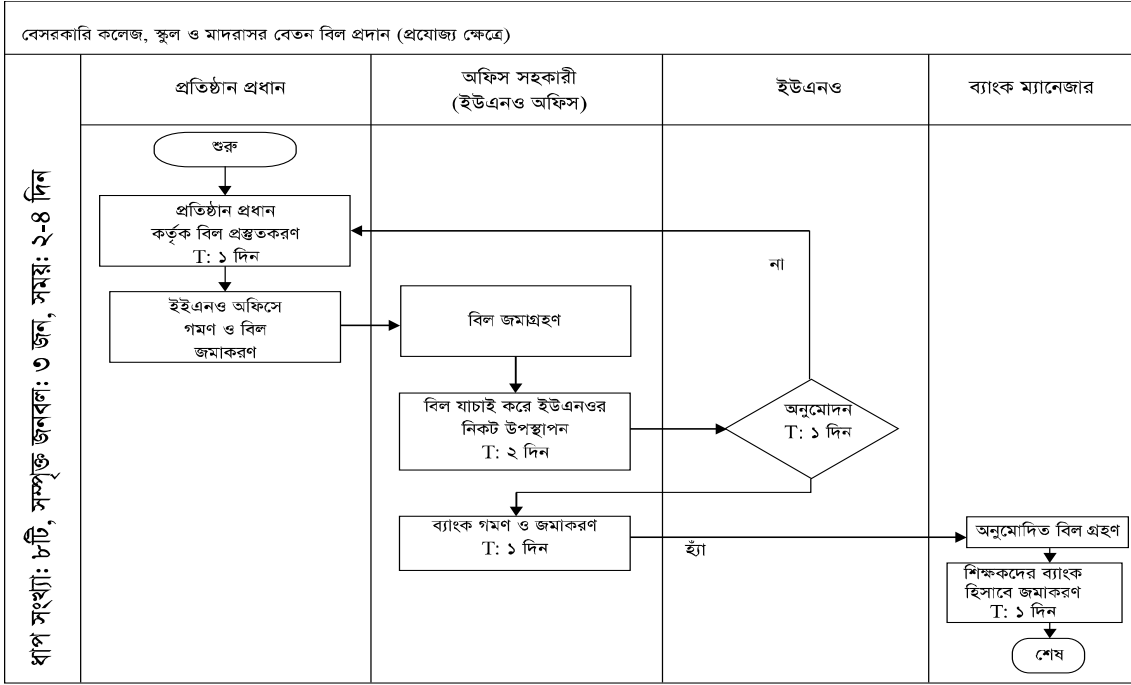 বেসরকারি কলেজ, স্কুল ও মাদরাসর বেতন বিল প্রদান (প্রযোজ্য ক্ষেত্রে)
প্রতিষ্ঠান প্রধান
অফিস সহকারী
(ইউএনও অফিস)
ইউএনও
ব্যাংক ম্যানেজার
ধাপ সংখ্যা: ৮টি, সম্পৃক্ত জনবল: ৩ জন, সময়: ২-৪ দিন
শুরু
প্রতিষ্ঠান প্রধান
কর্তৃক বিল প্রস্তুতকরণ
T: ১ দিন
ইইএনও অফিসে
গমণ ও বিল
জমাকরণ
বিল জমাগ্রহণ
বিল যাচাই করে ইউএনওর
নিকট উপস্থাপন
T: ২ দিন
অনুমোদন
T: ১ দিন
না
ব্যাংক গমণ ও জমাকরণ
T: ১ দিন
হ্যাঁ
অনুমোদিত বিল গ্রহণ
শিক্ষকদের ব্যাংক
হিসাবে জমাকরণ
T: ১ দিন
শেষ